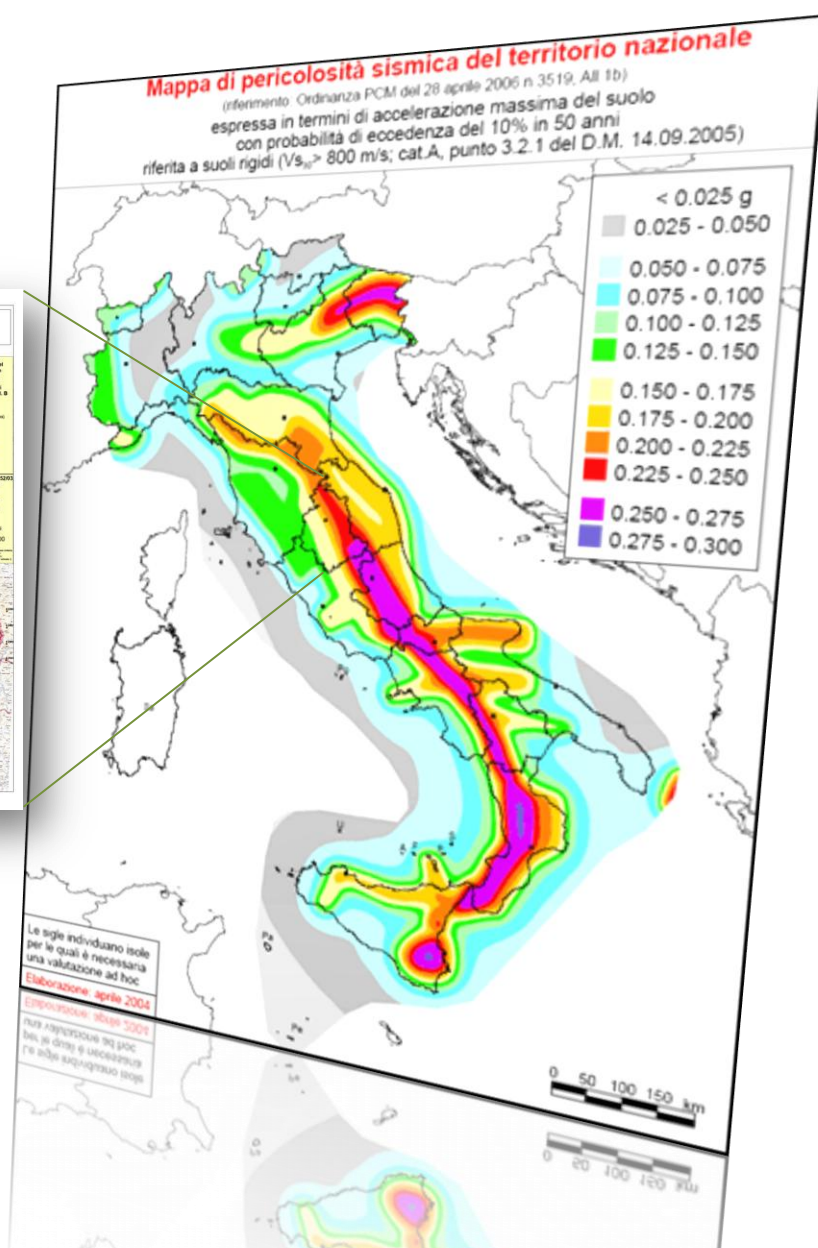 Mappa di pericolosità sismica del territorio nazionale
(riferimento: Ordinanza PCM del 28 aprile 2006 n.3519, All.1b)
espressa in termini di accelerazione massima del suolo
con probabilità di eccedenza del 10% in 50 anni
riferita a suoli rigidi (Vs₃₀> 800 m/s; cat.A, punto 3.2.1 del D.M. 14.09.2005)
< 0.025 g
0.025 - 0.050
0.050 - 0.075
0.075 - 0.100
0.100 - 0.125
0.125 - 0.150
0.150 - 0.175
0.175 - 0.200
0.200 - 0.225
0.225 - 0.250
0.250 - 0.275
0.275 - 0.300
U
Pa
Pe
Le sigle individuano isole
per le quali è necessaria
una valutazione ad hoc
Elaborazione: aprile 2004
0 50 100 150 km